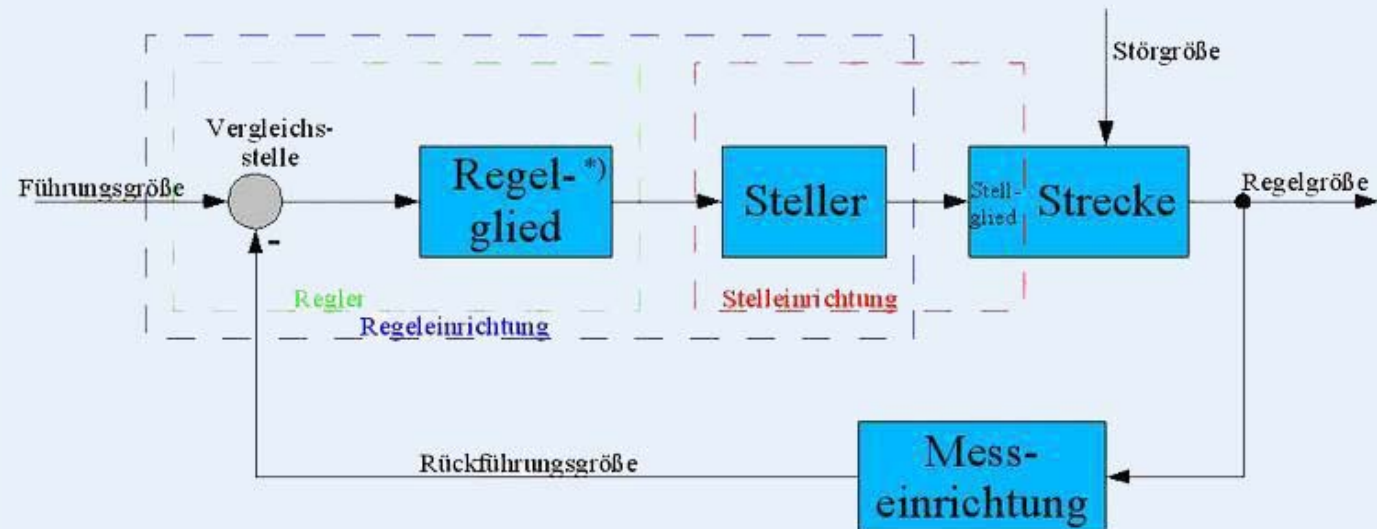 Störgröße
Vergleichs-
stelle
Führungsgröße
Regel- *)
glied
Steller
Stell-
glied
Strecke
Regelgröße
-
Regler
Stelleinrichtung
Regeleinrichtung
Rückführungsgröße
Mess-
einrichtung